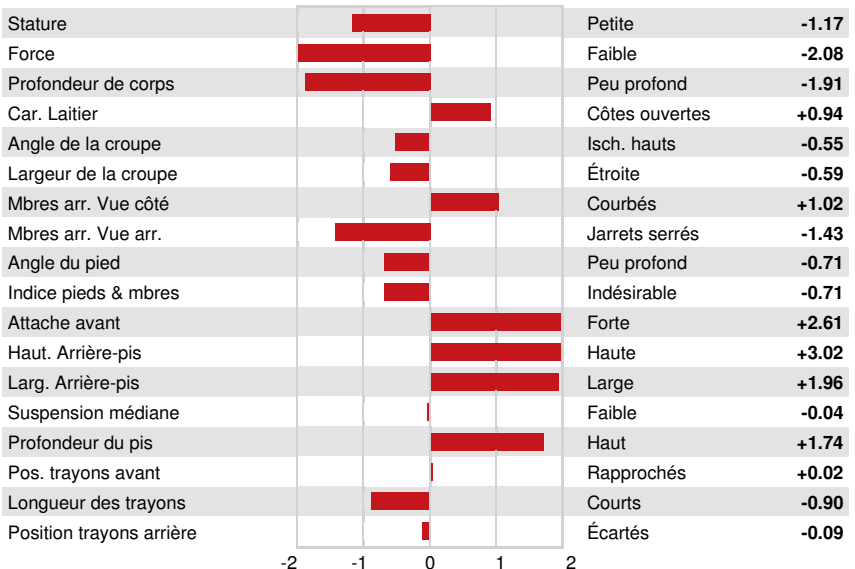 Stature Petite -1.17
Force Faible -2.08
Profondeur de corps Peu profond -1.91
Car. Laitier Côtes ouvertes +0.94
Angle de la croupe Isch. hauts -0.55
Largeur de la croupe Étroite -0.59
Mbres arr. Vue côté Courbés +1.02
Mbres arr. Vue arr. Jarrets serrés -1.43
Angle du pied Peu profond -0.71
Indice pieds & mbres Indésirable -0.71
Attache avant Forte +2.61
Haut. Arrière-pis Haute +3.02
Larg. Arrière-pis Large +1.96
Suspension médiane Faible -0.04
Profondeur du pis Haut +1.74
Pos. trayons avant Rapprochés +0.02
Longueur des trayons Courts -0.90
Position trayons arrière Écartés -0.09
-2 -1 0 1 2